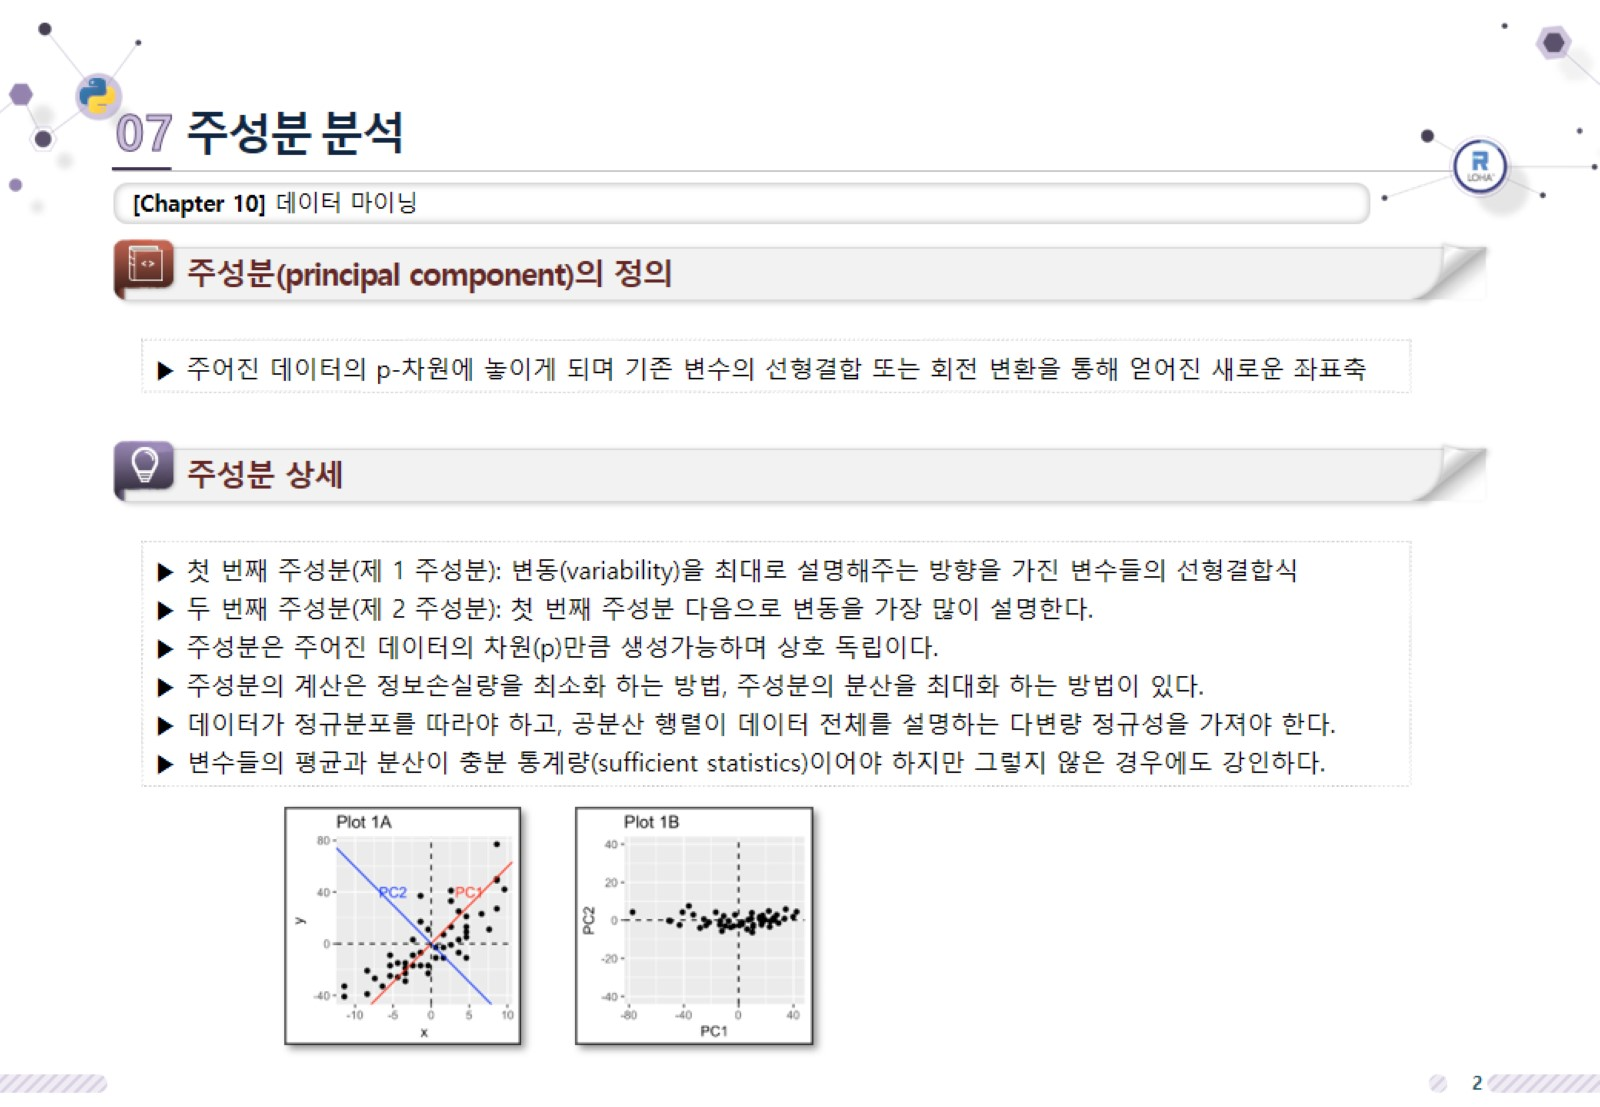 07 주성분 분석
R
LOHA
[Chapter 10] 데이터 마이닝
<>
주성분(principal component)의 정의
▶ 주어진 데이터의 p-차원에 놓이게 되며 기존 변수의 선형결합 또는 회전 변환을 통해 얻어진 새로운 좌표축
주성분 상세
▶ 첫 번째 주성분(제 1 주성분): 변동(variability)을 최대로 설명해주는 방향을 가진 변수들의 선형결합식
▶ 두 번째 주성분(제 2 주성분): 첫 번째 주성분 다음으로 변동을 가장 많이 설명한다.
▶ 주성분은 주어진 데이터의 차원(p)만큼 생성가능하며 상호 독립이다.
▶ 주성분의 계산은 정보손실량을 최소화 하는 방법, 주성분의 분산을 최대화 하는 방법이 있다.
▶ 데이터가 정규분포를 따라야 하고, 공분산 행렬이 데이터 전체를 설명하는 다변량 정규성을 가져야 한다.
▶ 변수들의 평균과 분산이 충분 통계량(sufficient statistics)이어야 하지만 그렇지 않은 경우에도 강인하다.
Plot 1A
80
40
0
-40
y
PC2
PC1
-10 -5 0 5 10
x
Plot 1B
40
20
0
-20
-40
PC2
-80 -40 0 40
PC1
2